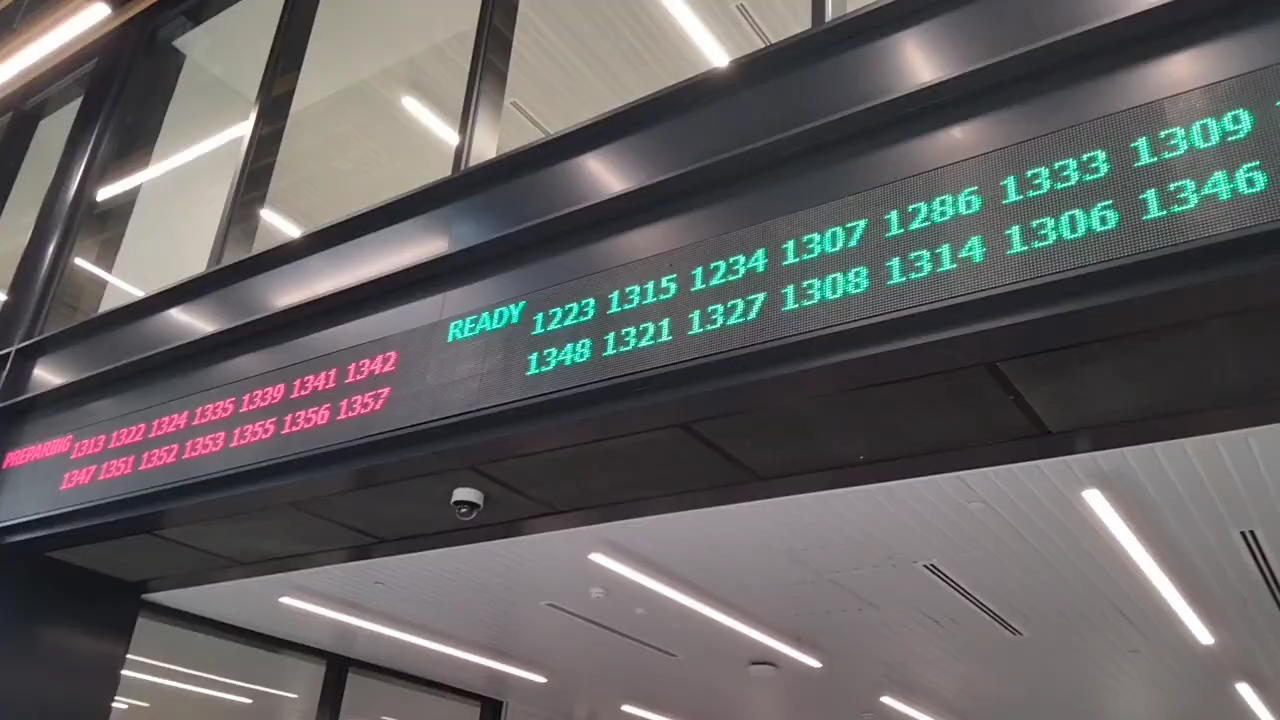 PREPARING 1313 1322 1324 1335 1339 1341 1342
1347 1351 1352 1353 1355 1356 1357
READY 1223 1315 1234 1307 1286 1333 1309
1348 1321 1327 1308 1314 1306 1346